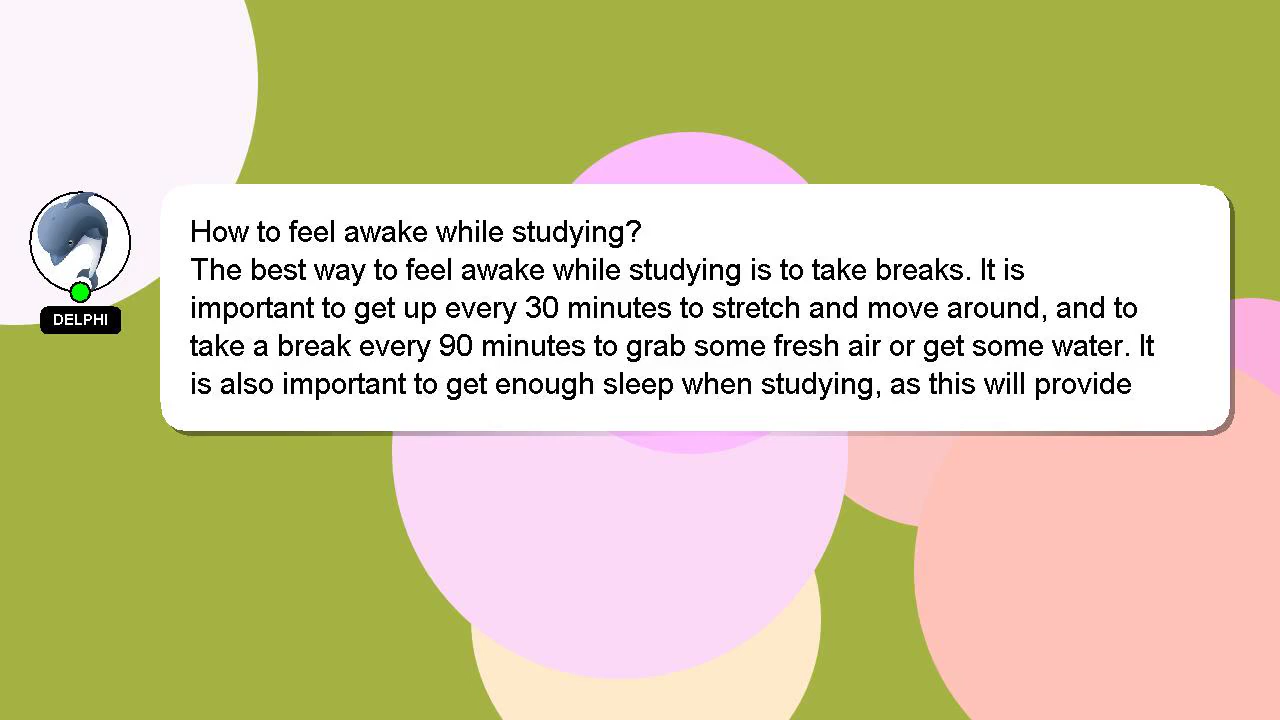 How to feel awake while studying?
The best way to feel awake while studying is to take breaks. It is
important to get up every 30 minutes to stretch and move around, and to
take a break every 90 minutes to grab some fresh air or get some water. It
is also important to get enough sleep when studying, as this will provide
DELPHI